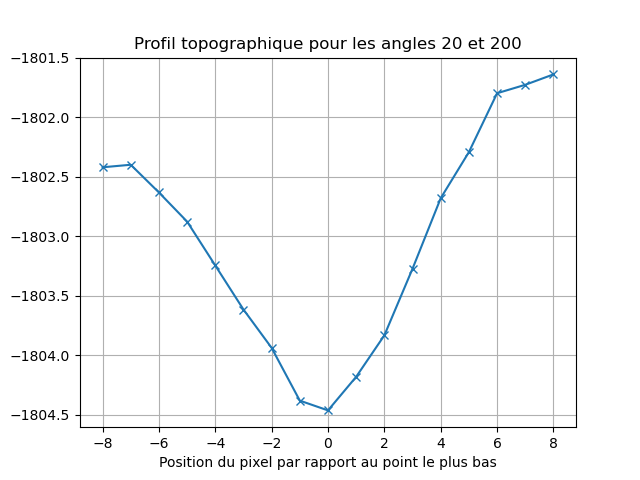 Profil topographique pour les angles 20 et 200
−1801.5
−1802.0
−1802.5
−1803.0
−1803.5
−1804.0
−1804.5
−8 −6 −4 −2 0 2 4 6 8
Position du pixel par rapport au point le plus bas